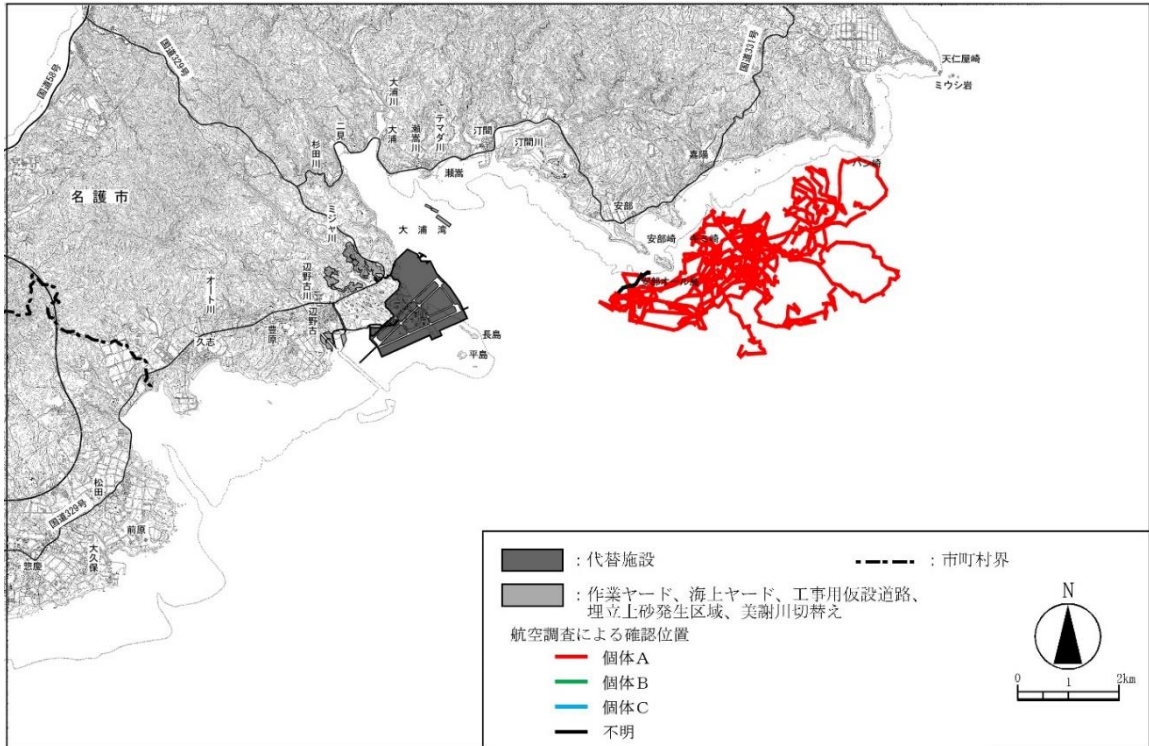 国道58号
国道329号
国道331号
天仁屋崎
ミウシ岩
バン崎
大浦川
大浦
瀬嵩川
テマダ川
汀間
汀間川
二見
杉田川
瀬嵩
嘉陽
安部
安部崎
名護市
ミジャ川
大浦湾
オートリ川
久志
豊原
辺野古川
辺野古
長島
平島
松田
国道329号
前原
大久保
惣慶
：代替施設
：市町村界
：作業ヤード、海上ヤード、工事用仮設道路、
埋立土砂発生区域、美謝川切替え
航空調査による確認位置
個体A
個体B
個体C
不明
N
0 1 2km